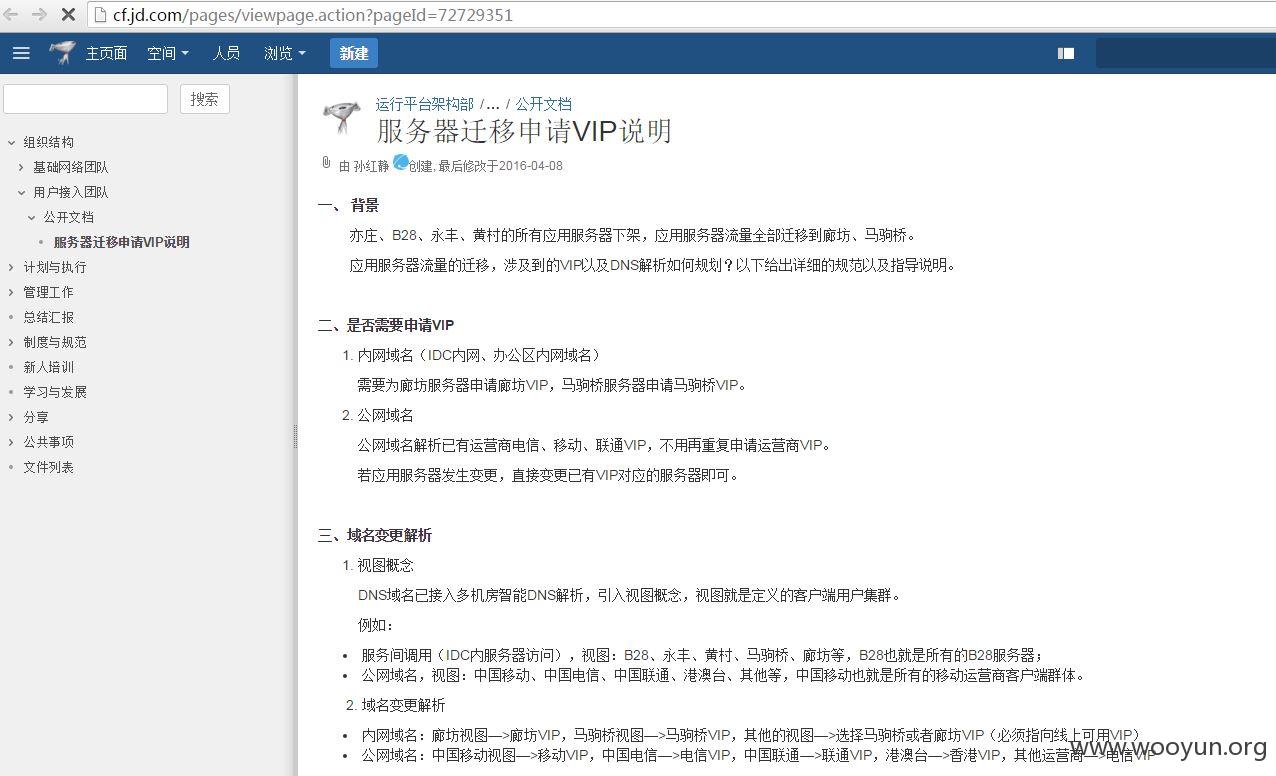 cf.jd.com/pages/viewpage.action?pageId=72729351
主页面 空间 人员 浏览 新建
搜索
组织结构
基础网络团队
用户接入团队
公开文档
服务器迁移申请VIP说明
计划与执行
管理工作
总结汇报
制度与规范
新人培训
学习与发展
分享
公共事项
文件列表
运行平台架构部 /... / 公开文档
服务器迁移申请VIP说明
由 孙红静 创建, 最后修改于2016-04-08
一、 背景
亦庄、B28、永丰、黄村的所有应用服务器下架，应用服务器流量全部迁移到廊坊、马驹桥。
应用服务器流量的迁移，涉及到的VIP以及DNS解析如何规划？以下给出详细的规范以及指导说明。
二、是否需要申请VIP
1. 内网域名（IDC内网、办公区内网域名）
需要为廊坊服务器申请廊坊VIP，马驹桥服务器申请马驹桥VIP。
2. 公网域名
公网域名解析已有运营商电信、移动、联通VIP，不用再重复申请运营商VIP。
若应用服务器发生变更，直接变更已有VIP对应的服务器即可。
三、域名变更解析
1. 视图概念
DNS域名已接入多机房智能DNS解析，引入视图概念，视图就是定义的客户端用户集群。
例如：
• 服务间调用（IDC内服务器访问），视图：B28、永丰、黄村、马驹桥、廊坊等，B28也就是所有的B28服务器；
• 公网域名，视图：中国移动、中国电信、中国联通、港澳台、其他等，中国移动也就是所有的移动运营商客户端群体。
2. 域名变更解析
• 内网域名：廊坊视图—>廊坊VIP，马驹桥视图—>马驹桥VIP，其他的视图—>选择马驹桥或者廊坊VIP（必须指向线上可用VIP）
• 公网域名：中国移动视图—>移动VIP，中国电信—>电信VIP，中国联通—>联通VIP，港澳台—>香港VIP，其他运营商—>电信VIP
www.wooyun.org